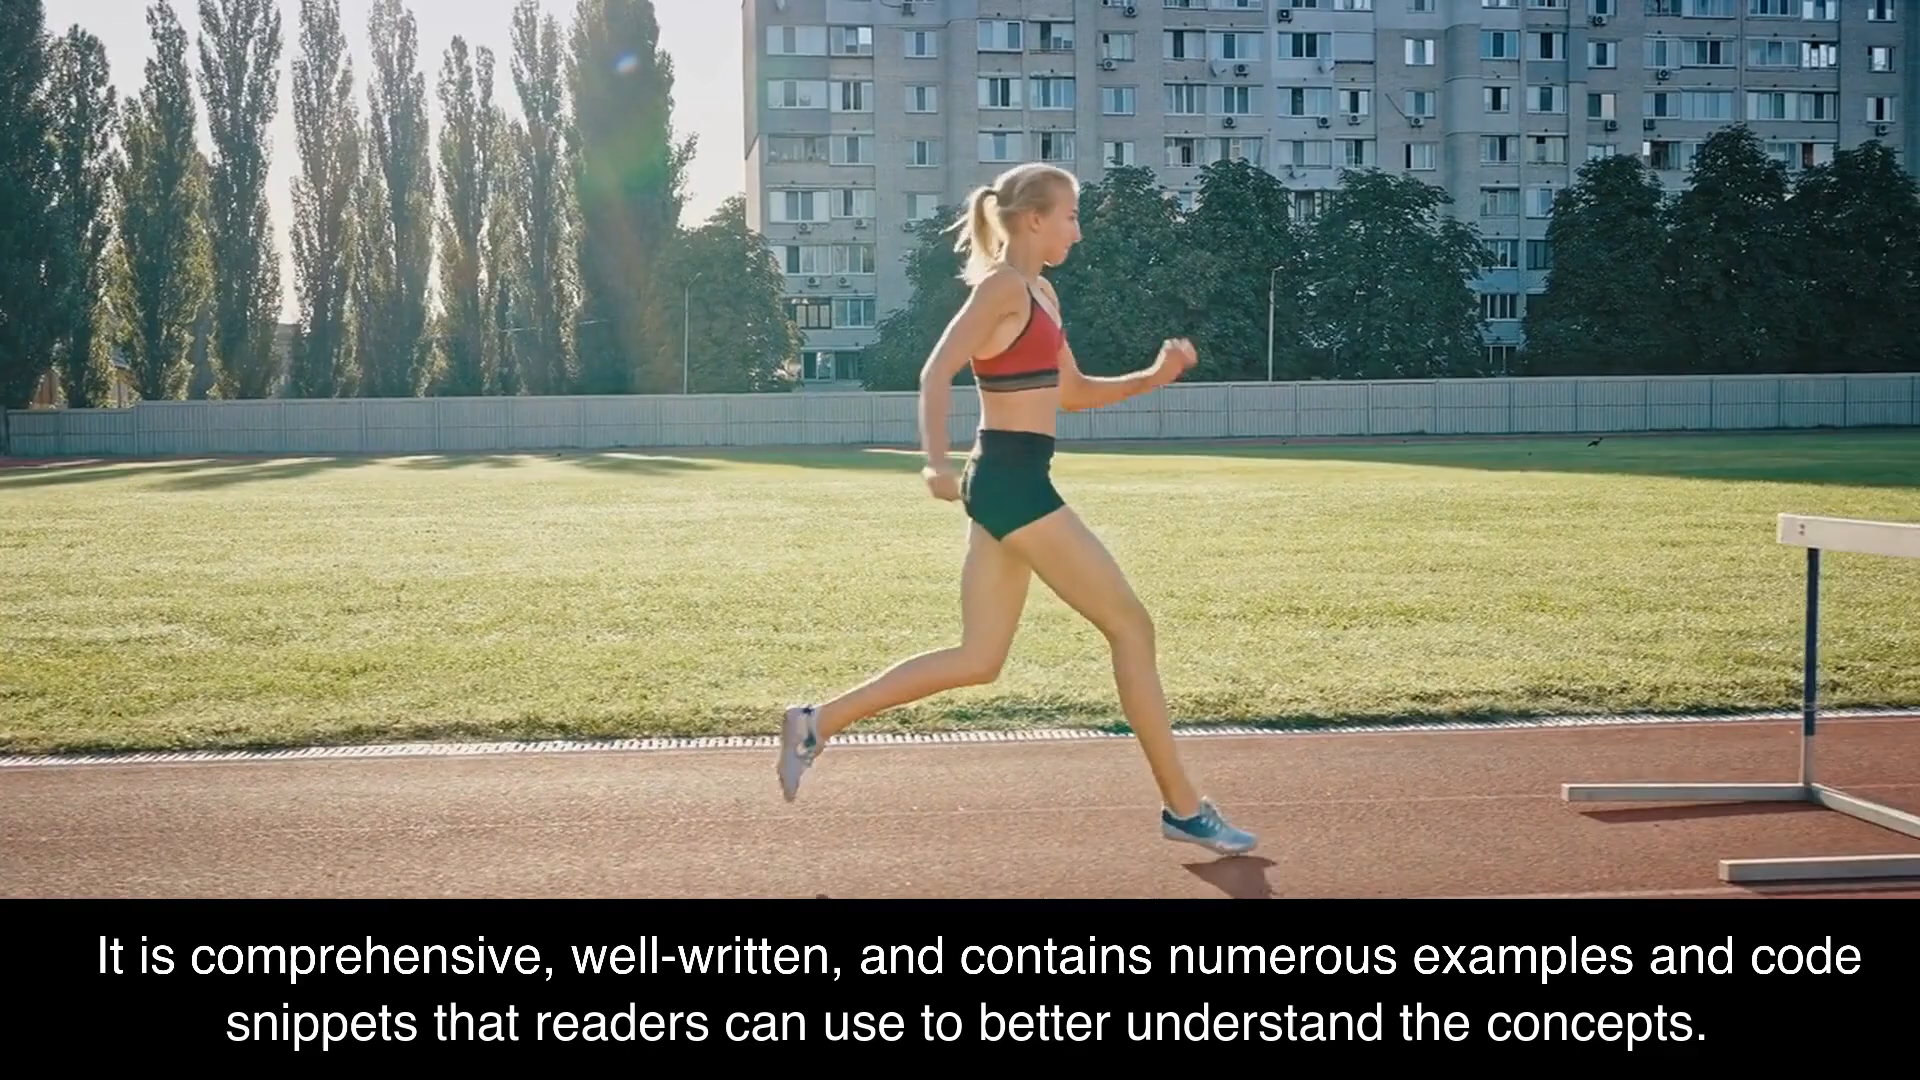 It is comprehensive, well-written, and contains numerous examples and code
snippets that readers can use to better understand the concepts.